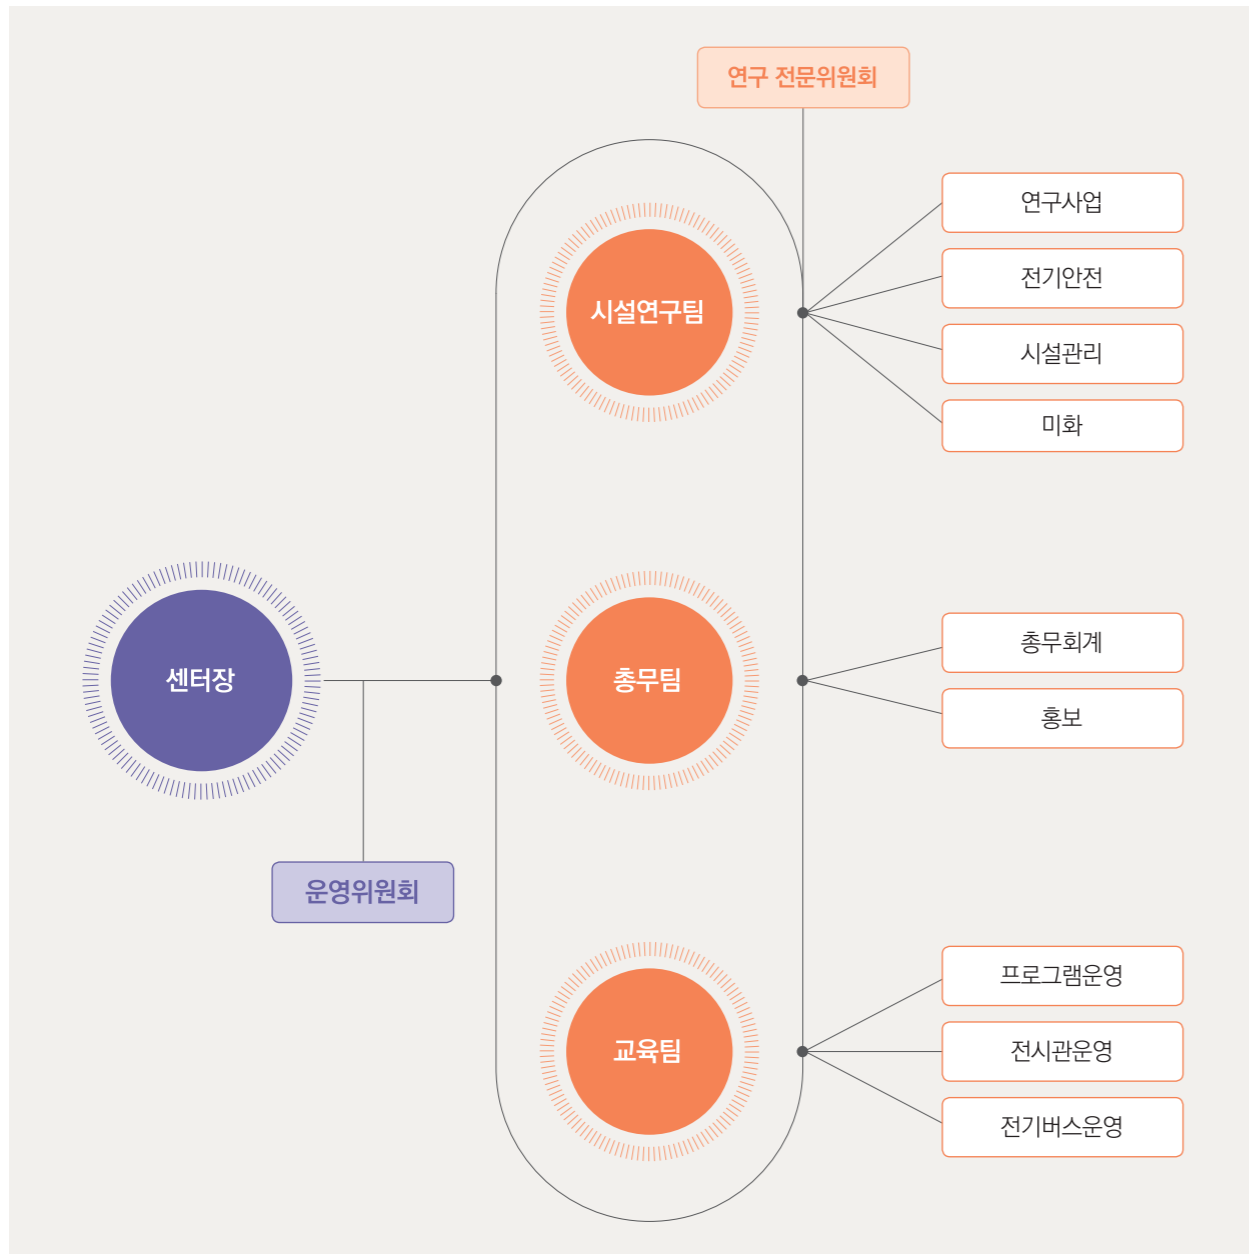 연구 전문위원회
시설연구팀
연구사업
전기안전
시설관리
미화
센터장
운영위원회
총무팀
총무회계
홍보
교육팀
프로그램운영
전시관운영
전기버스운영